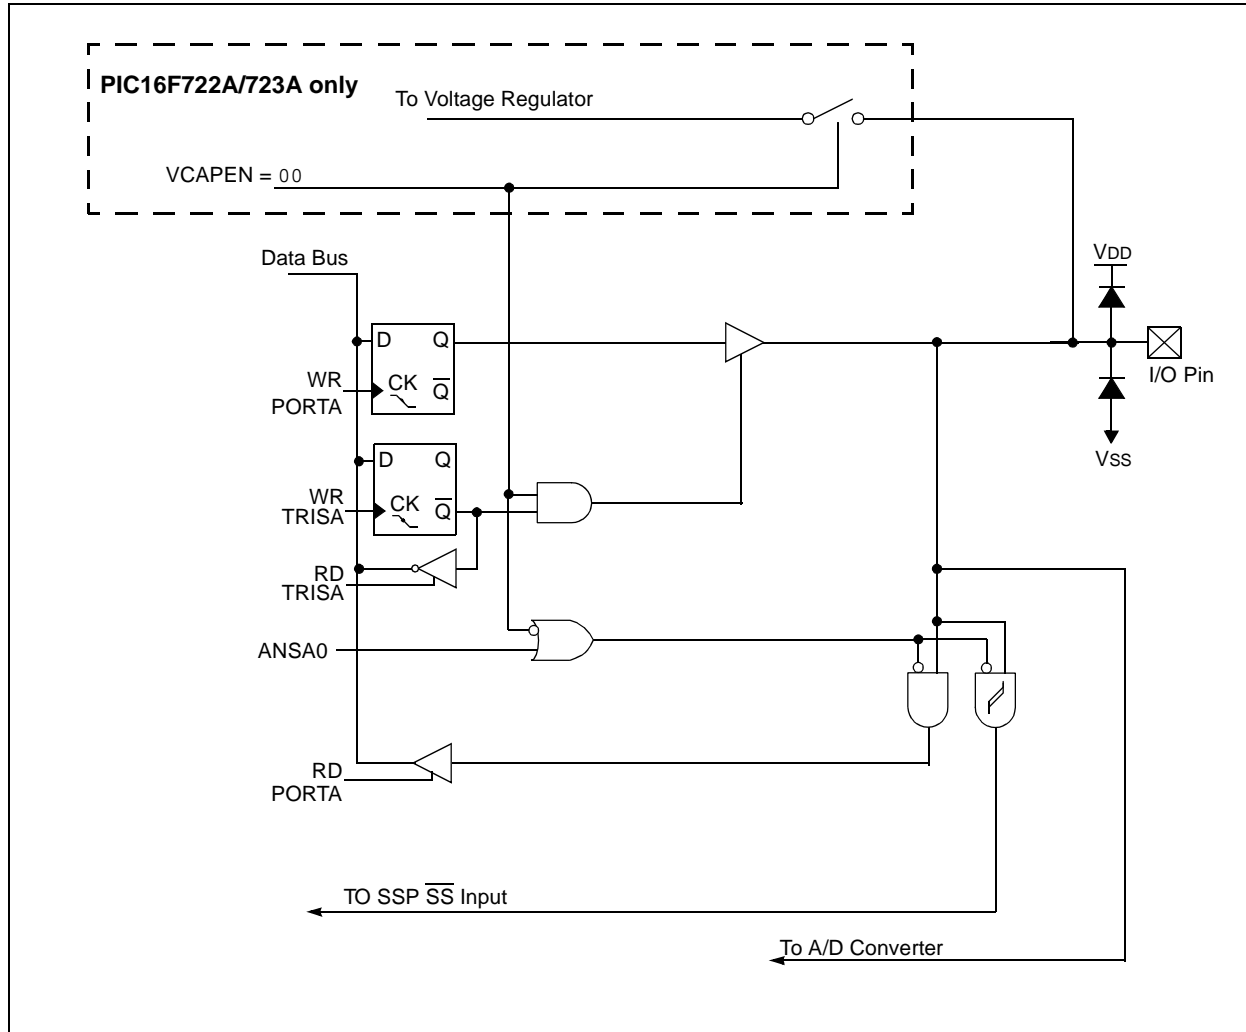 PIC16F722A/723A only
To Voltage Regulator
VCAPEN = 00
Data Bus
VDD
D Q
I/O Pin
WR
PORTA
CK Q̅
VSS
D Q
WR
TRISA
CK Q̅
RD
TRISA
ANSA0
RD
PORTA
TO SSP S̅S̅ Input
To A/D Converter